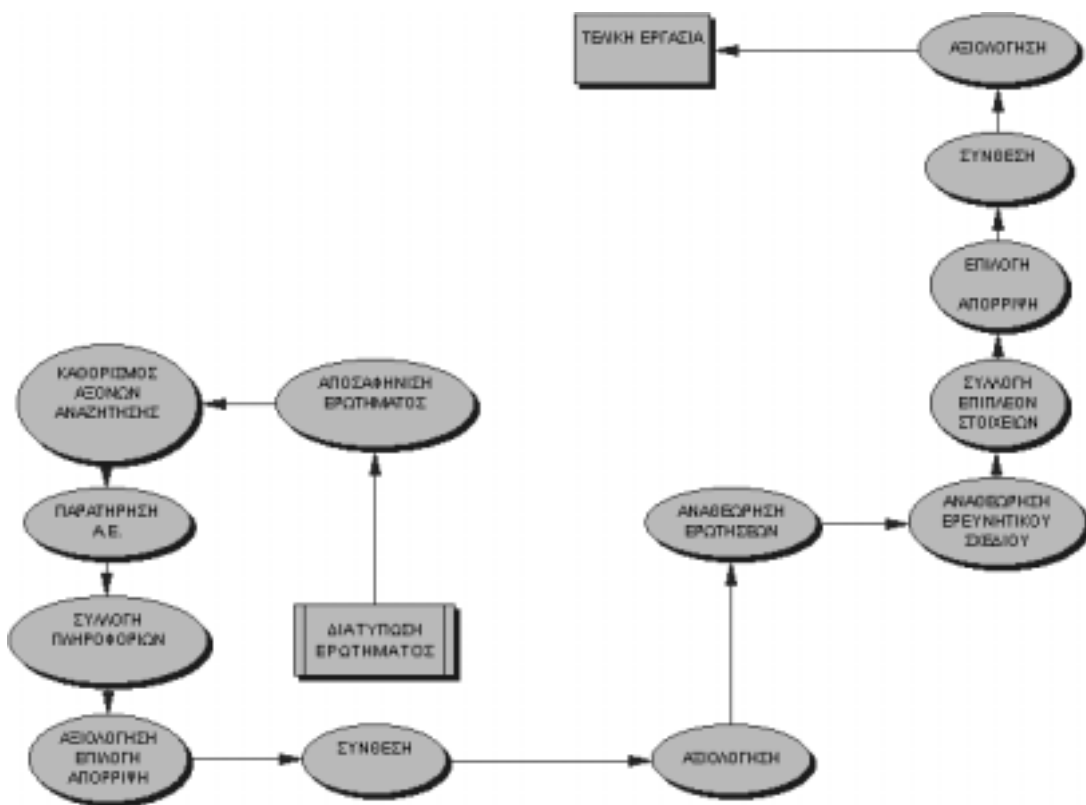 ΤΕΛΙΚΗ ΕΡΓΑΣΙΑ
ΑΞΙΟΛΟΓΗΣΗ
ΣΥΝΘΕΣΗ
ΕΠΙΛΟΓΗ
ΑΠΟΡΡΙΨΗ
ΣΥΛΛΟΓΗ
ΕΠΙΠΛΕΟΝ
ΣΤΟΙΧΕΙΩΝ
ΚΑΘΟΡΙΣΜΟΣ
ΑΞΟΝΩΝ
ΑΝΑΖΗΤΗΣΗΣ
ΑΠΟΣΑΦΗΝΙΣΗ
ΕΡΩΤΗΜΑΤΟΣ
ΠΑΡΑΤΗΡΗΣΗ
Α.Ε.
ΑΝΑΘΕΩΡΗΣΗ
ΕΡΩΤΗΣΕΩΝ
ΑΝΑΘΕΩΡΗΣΗ
ΕΡΕΥΝΗΤΙΚΟΥ
ΣΧΕΔΙΟΥ
ΣΥΛΛΟΓΗ
ΠΛΗΡΟΦΟΡΙΩΝ
ΔΙΑΤΥΠΩΣΗ
ΕΡΩΤΗΜΑΤΟΣ
ΑΞΙΟΛΟΓΗΣΗ
ΕΠΙΛΟΓΗ
ΑΠΟΡΡΙΨΗ
ΣΥΝΘΕΣΗ
ΑΞΙΟΛΟΓΗΣΗ